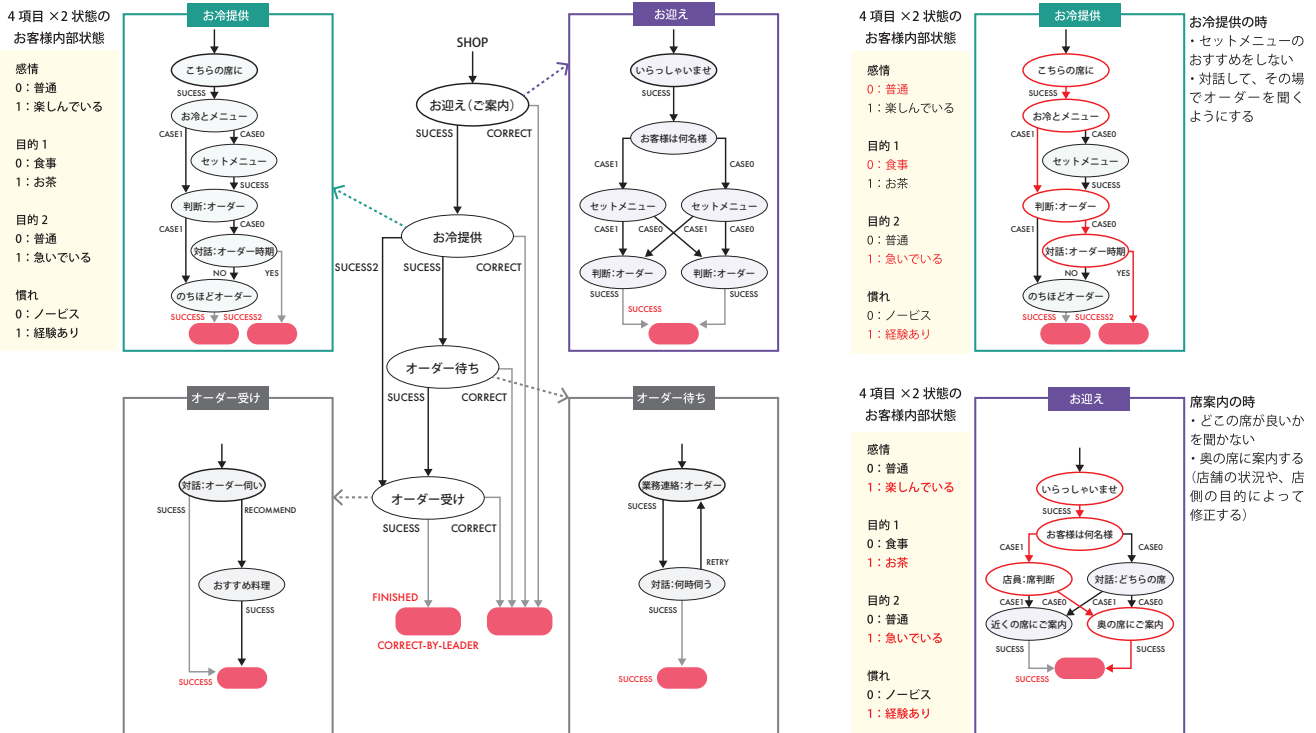 4項目 ×2状態の
お客様内部状態
感情
0：普通
1：楽しんでいる
目的1
0：食事
1：お茶
目的2
0：普通
1：急いでいる
慣れ
0：ノービス
1：経験あり
お冷提供
こちらの席に
SUCESS
お冷とメニュー
CASE1
CASE0
セットメニュー
SUCESS
判断：オーダー
CASE1
CASE0
対話：オーダー時期
NO
YES
のちほどオーダー
SUCCESS
SUCCESS2
SHOP
お迎え（ご案内）
SUCESS
CORRECT
お冷提供
SUCESS2
SUCESS
CORRECT
オーダー待ち
SUCESS
CORRECT
オーダー受け
SUCESS
CORRECT
FINISHED
CORRECT-BY-LEADER
お迎え
いらっしゃいませ
SUCESS
お客様は何名様
CASE1
CASE0
セットメニュー
セットメニュー
CASE1
CASE0
CASE1
CASE0
判断：オーダー
判断：オーダー
SUCESS
SUCESS
SUCCESS
オーダー受け
対話：オーダー伺い
SUCESS
RECOMMEND
おすすめ料理
SUCESS
SUCCESS
オーダー待ち
業務連絡：オーダー
SUCESS
RETRY
対話：何時伺う
SUCESS
SUCCESS
4項目 ×2状態の
お客様内部状態
感情
0：普通
1：楽しんでいる
目的1
0：食事
1：お茶
目的2
0：普通
1：急いでいる
慣れ
0：ノービス
1：経験あり
お冷提供
こちらの席に
SUCESS
お冷とメニュー
CASE1
CASE0
セットメニュー
SUCESS
判断：オーダー
CASE1
CASE0
対話：オーダー時期
NO
YES
のちほどオーダー
SUCCESS
SUCCESS2
お冷提供の時
・セットメニューの
おすすめをしない
・対話して、その場
でオーダーを聞く
ようにする
4項目 ×2状態の
お客様内部状態
感情
0：普通
1：楽しんでいる
目的1
0：食事
1：お茶
目的2
0：普通
1：急いでいる
慣れ
0：ノービス
1：経験あり
お迎え
いらっしゃいませ
SUCESS
お客様は何名様
CASE1
CASE0
店員：席判断
対話：どちらの席
CASE1
CASE0
CASE1
CASE0
近くの席にご案内
奥の席にご案内
SUCESS
SUCESS
SUCCESS
席案内の時
・どこの席が良いか
を聞かない
・奥の席に案内する
（店舗の状況や、店
側の目的によって
修正する）